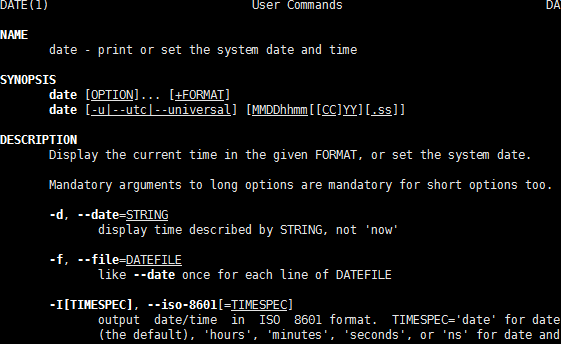 DATE(1) User Commands DA
NAME
date - print or set the system date and time
SYNOPSIS
date [OPTION]... [+FORMAT]
date [-u|--utc|--universal] [MMDDhhmm[[CC]YY][.ss]]
DESCRIPTION
Display the current time in the given FORMAT, or set the system date.
Mandatory arguments to long options are mandatory for short options too.
-d, --date=STRING
display time described by STRING, not 'now'
-f, --file=DATEFILE
like --date once for each line of DATEFILE
-I[TIMESPEC], --iso-8601[=TIMESPEC]
output date/time in ISO 8601 format. TIMESPEC='date' for date
(the default), 'hours', 'minutes', 'seconds', or 'ns' for date and